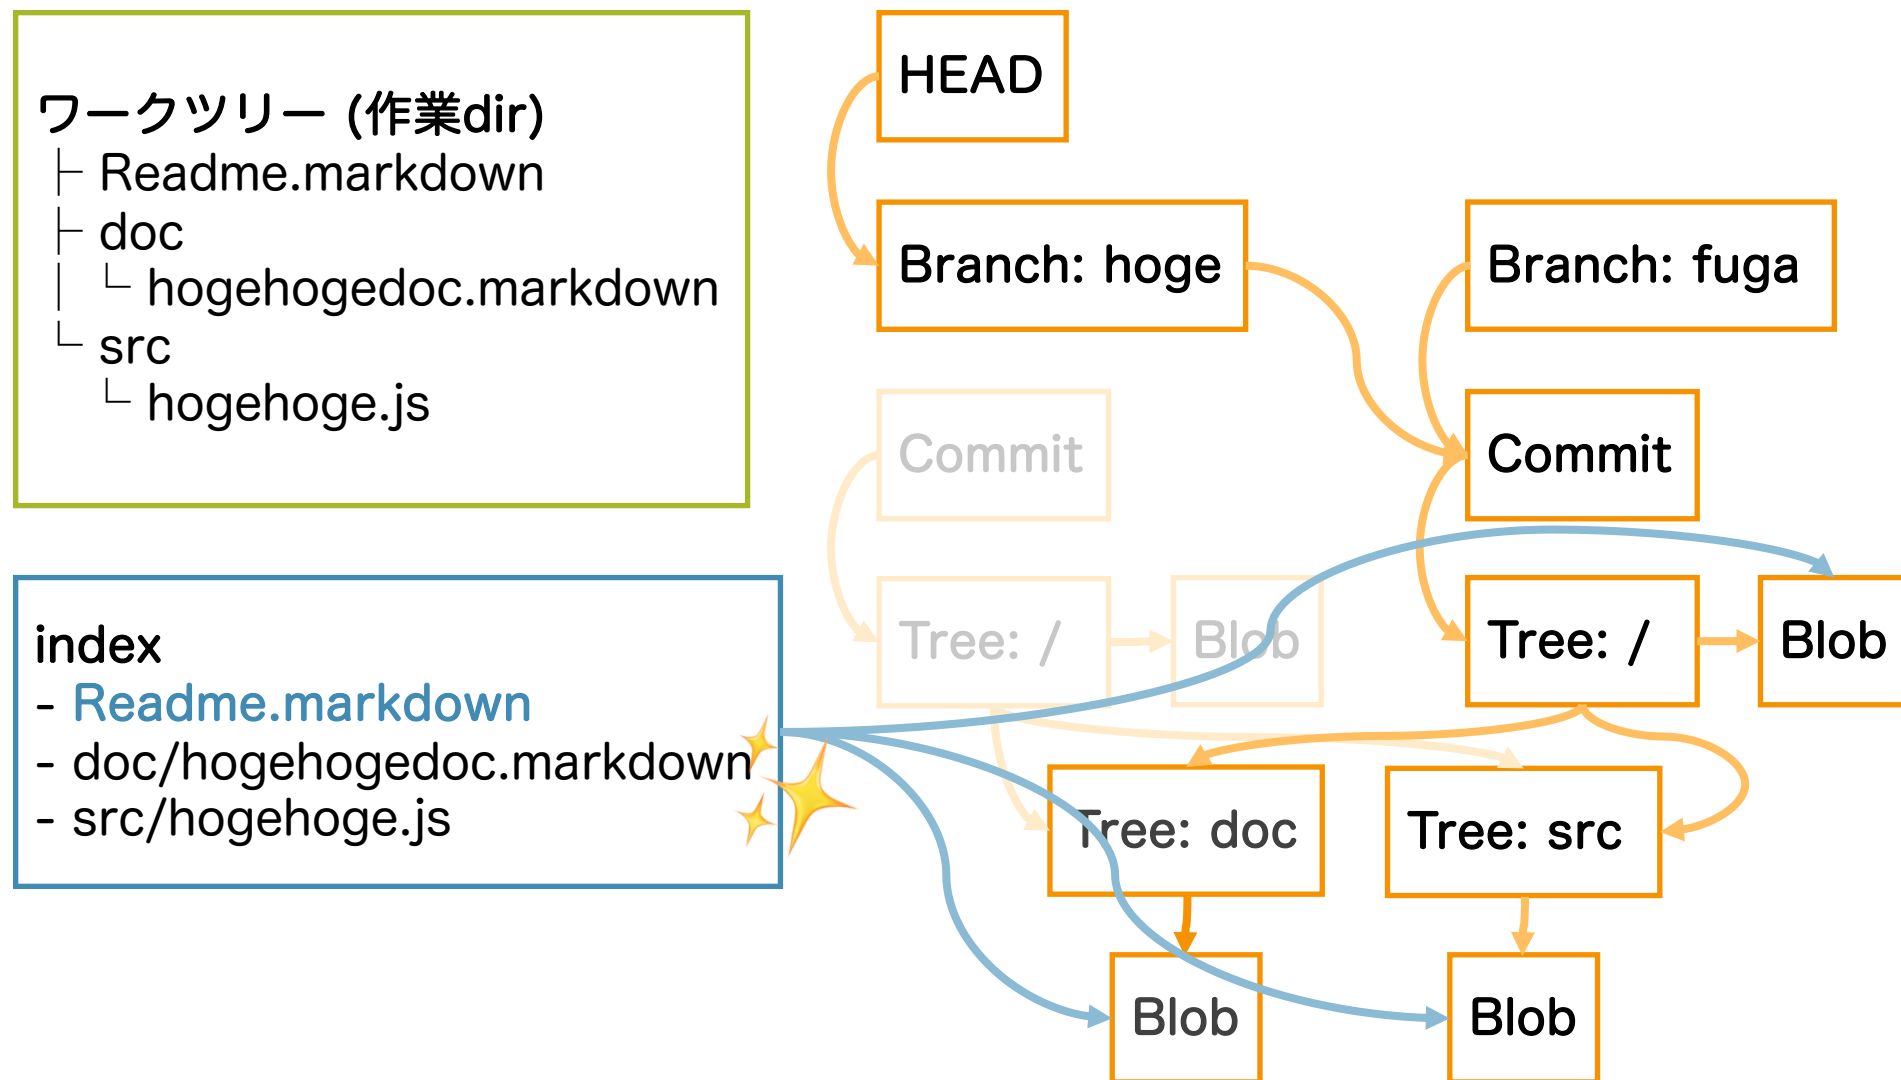 ワークツリー (作業dir)
├ Readme.markdown
├ doc
│ └ hogehogedoc.markdown
└ src
└ hogehoge.js
index
- Readme.markdown
- doc/hogehogedoc.markdown
- src/hogehoge.js
HEAD
Branch: hoge
Branch: fuga
Commit
Commit
Tree: /
Blob
Tree: /
Blob
Tree: doc
Tree: src
Blob
Blob